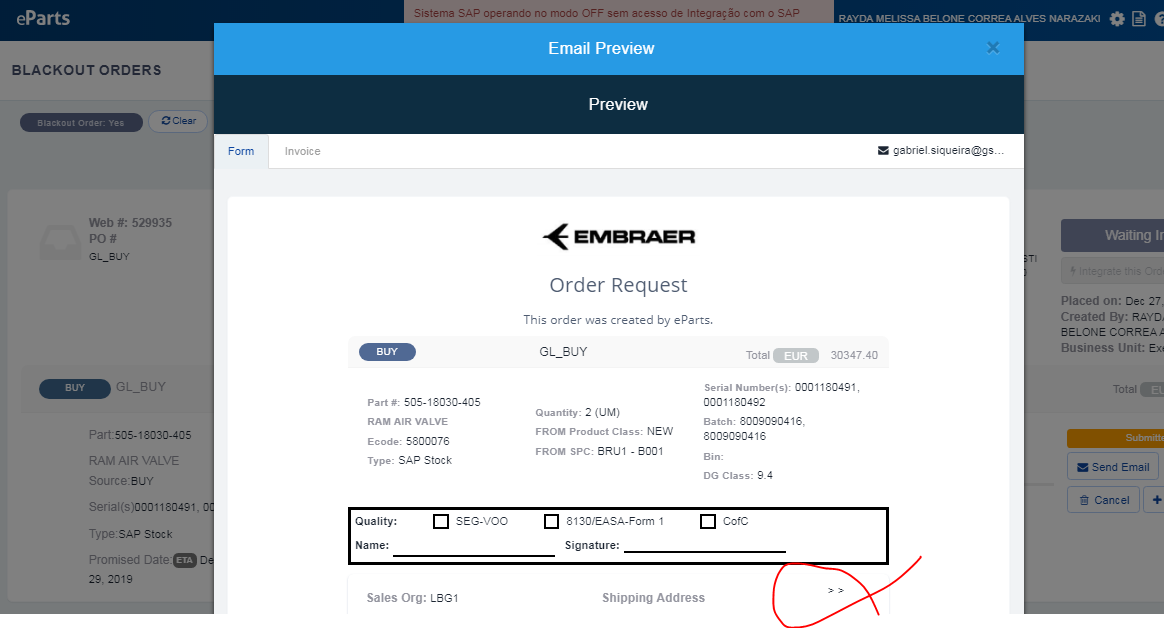 eParts
Sistema SAP operando no modo OFF sem acesso de Integração com o SAP
RAYDA MELISSA BELONE CORREA ALVES NARAZAKI
Email Preview
BLACKOUT ORDERS
Preview
Blackout Order: Yes
Clear
Form
Invoice
gabriel.siqueira@gs...
Web #: 529935
PO #
GL_BUY
EMBRAER
Order Request
This order was created by eParts.
BUY
GL_BUY
Total EUR 30347.40
Part #: 505-18030-405
RAM AIR VALVE
Ecode: 5800076
Type: SAP Stock
Quantity: 2 (UM)
FROM Product Class: NEW
FROM SPC: BRU1 - B001
Serial Number(s): 0001180491,
0001180492
Batch: 8009090416,
8009090416
Bin:
DG Class: 9.4
Quality:
SEG-VOO
8130/EASA-Form 1
CofC
Name:
Signature:
Sales Org: LBG1
Shipping Address
> >
BUY
GL_BUY
Part:505-18030-405
RAM AIR VALVE
Source:BUY
Serial(s)0001180491, 00
Type:SAP Stock
Promised Date: ETA De
29, 2019
STI
Waiting In
Integrate this Orde
Placed on: Dec 27,
Created By: RAYDA
BELONE CORREA A
Business Unit: Exe
Total EU
Submitte
Send Email
Cancel